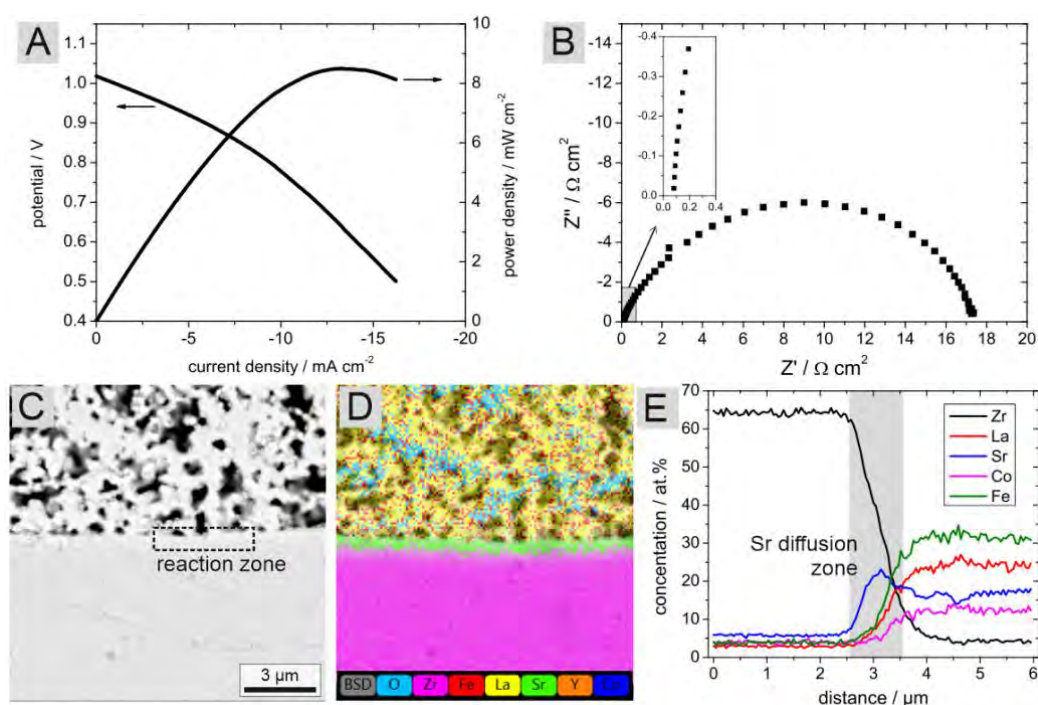 A
1.1
1.0
0.9
0.8
0.7
0.6
0.5
0.4
potential / V
10
8
6
4
2
0
power density / mW cm-2
0
-5
-10
-15
-20
current density / mA cm-2
B
-14
-12
-10
-8
-6
-4
-2
0
Z'' / Ω cm2
-0.4
-0.3
-0.2
-0.1
0.0
0.0 0.2 0.4
0 2 4 6 8 10 12 14 16 18 20
Z' / Ω cm2
C
reaction zone
3 µm
D
BSD O Zr Fe La Sr Y Co
E
70
65
60
50
40
30
20
10
0
concentration / at.%
Zr
La
Sr
Co
Fe
Sr diffusion
zone
0 1 2 3 4 5 6
distance / µm